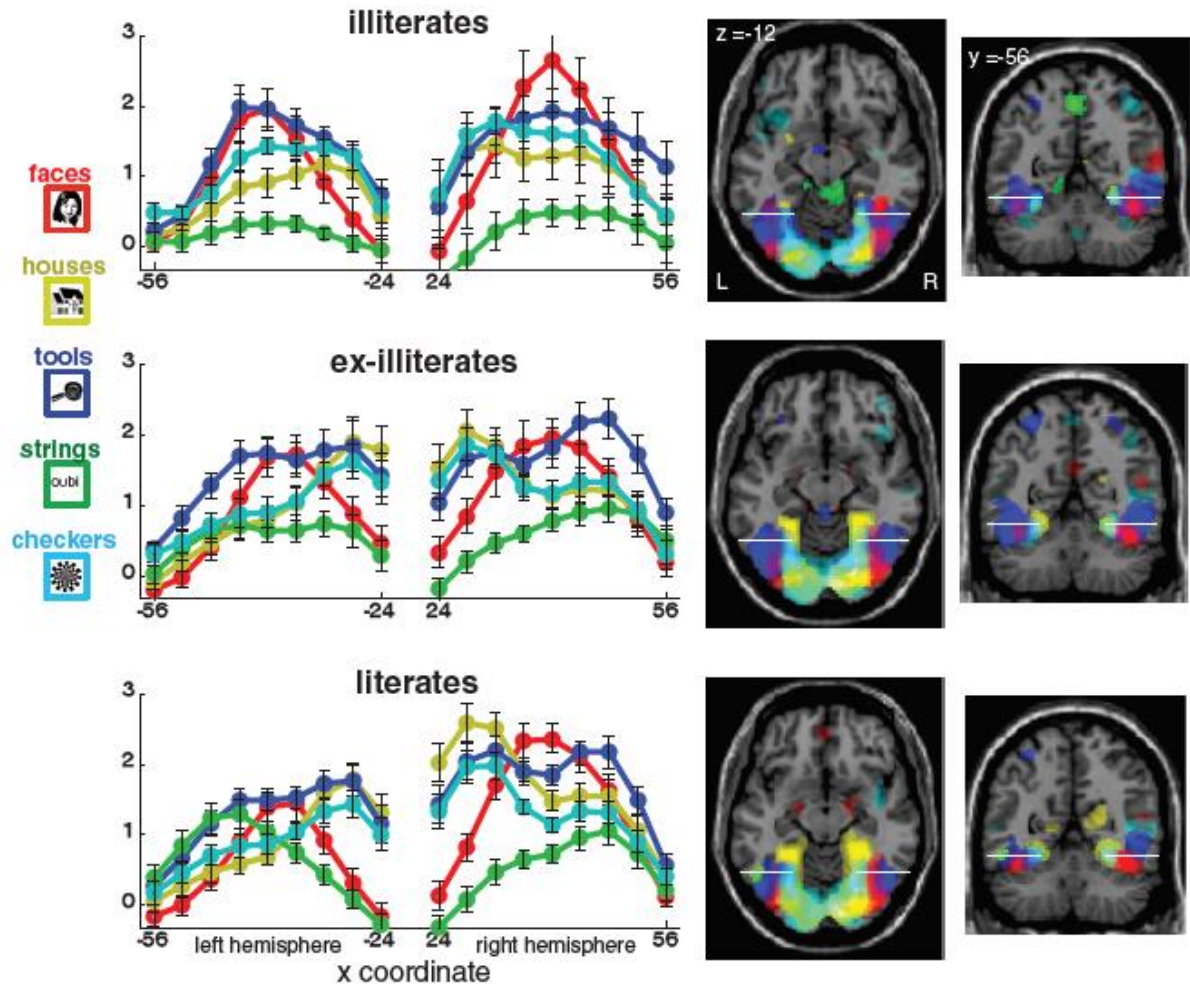 illiterates
z =-12
y =-56
3
2
1
0
-56
-24
24
56
L
R
faces
houses
tools
strings
oubi
checkers
ex-illiterates
3
2
1
0
-56
-24
24
56
literates
3
2
1
0
-56
left hemisphere
-24
24
right hemisphere
56
x coordinate